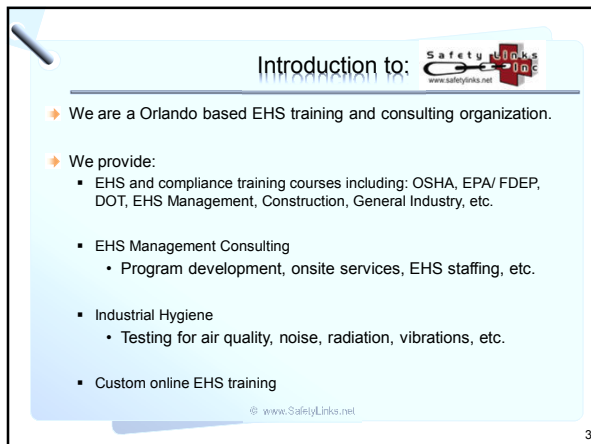 Introduction to:
Safety Links
Inc
www.safetylinks.net
We are a Orlando based EHS training and consulting organization.
We provide:
EHS and compliance training courses including: OSHA, EPA/ FDEP,
DOT, EHS Management, Construction, General Industry, etc.
EHS Management Consulting
• Program development, onsite services, EHS staffing, etc.
Industrial Hygiene
• Testing for air quality, noise, radiation, vibrations, etc.
Custom online EHS training
© www.SafetyLinks.net
3